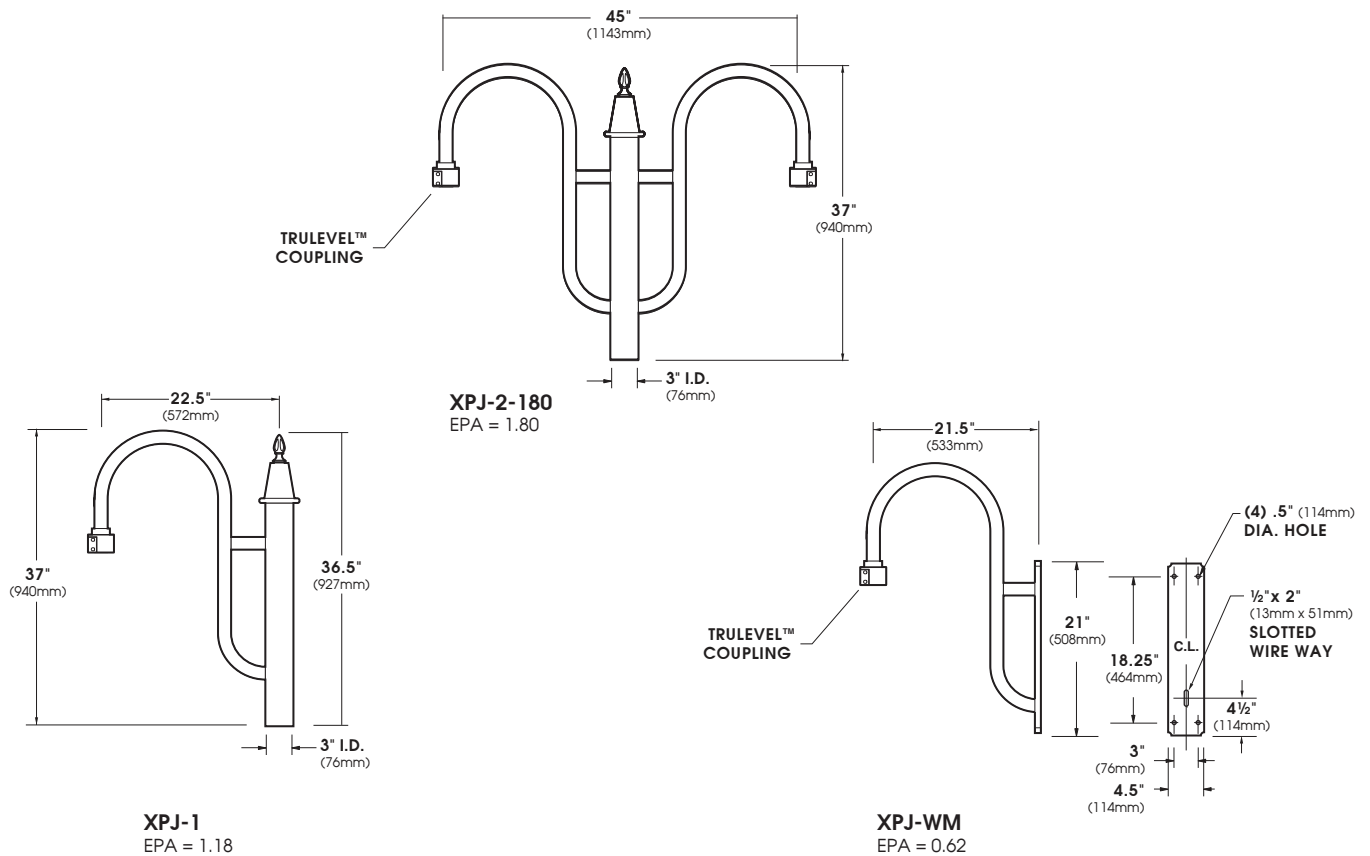 45"
(1143mm)
37"
(940mm)
TRULEVEL™
COUPLING
3" I.D.
(76mm)
XPJ-2-180
EPA = 1.80
22.5"
(572mm)
37"
(940mm)
36.5"
(927mm)
3" I.D.
(76mm)
XPJ-1
EPA = 1.18
21.5"
(533mm)
TRULEVEL™
COUPLING
21"
(508mm)
(4) .5" (114mm)
DIA. HOLE
½"x 2"
(13mm x 51mm)
SLOTTED
WIRE WAY
C.L.
18.25"
(464mm)
4½"
(114mm)
3"
(76mm)
4.5"
(114mm)
XPJ-WM
EPA = 0.62